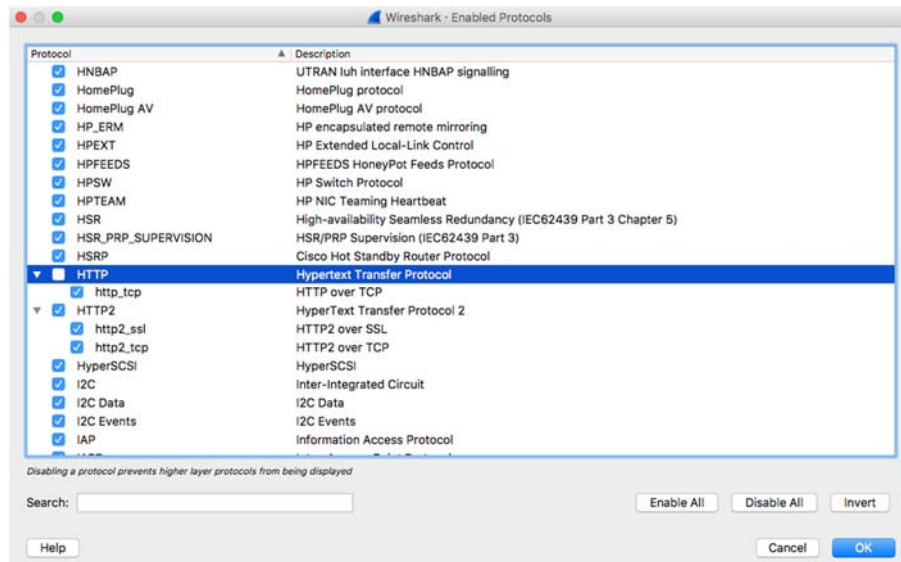 Wireshark · Enabled Protocols
Protocol Description
HNBAP UTRAN Iuh interface HNBAP signalling
HomePlug HomePlug protocol
HomePlug AV HomePlug AV protocol
HP_ERM HP encapsulated remote mirroring
HPEXT HP Extended Local-Link Control
HPFEEDS HPFEEDS HoneyPot Feeds Protocol
HPSW HP Switch Protocol
HPTEAM HP NIC Teaming Heartbeat
HSR High-availability Seamless Redundancy (IEC62439 Part 3 Chapter 5)
HSR_PRP_SUPERVISION HSR/PRP Supervision (IEC62439 Part 3)
HSRP Cisco Hot Standby Router Protocol
HTTP Hypertext Transfer Protocol
http_tcp HTTP over TCP
HTTP2 HyperText Transfer Protocol 2
http2_ssl HTTP2 over SSL
http2_tcp HTTP2 over TCP
HyperSCSI HyperSCSI
I2C Inter-Integrated Circuit
I2C Data I2C Data
I2C Events I2C Events
IAP Information Access Protocol
Disabling a protocol prevents higher layer protocols from being displayed
Search: Enable All Disable All Invert
Help Cancel OK